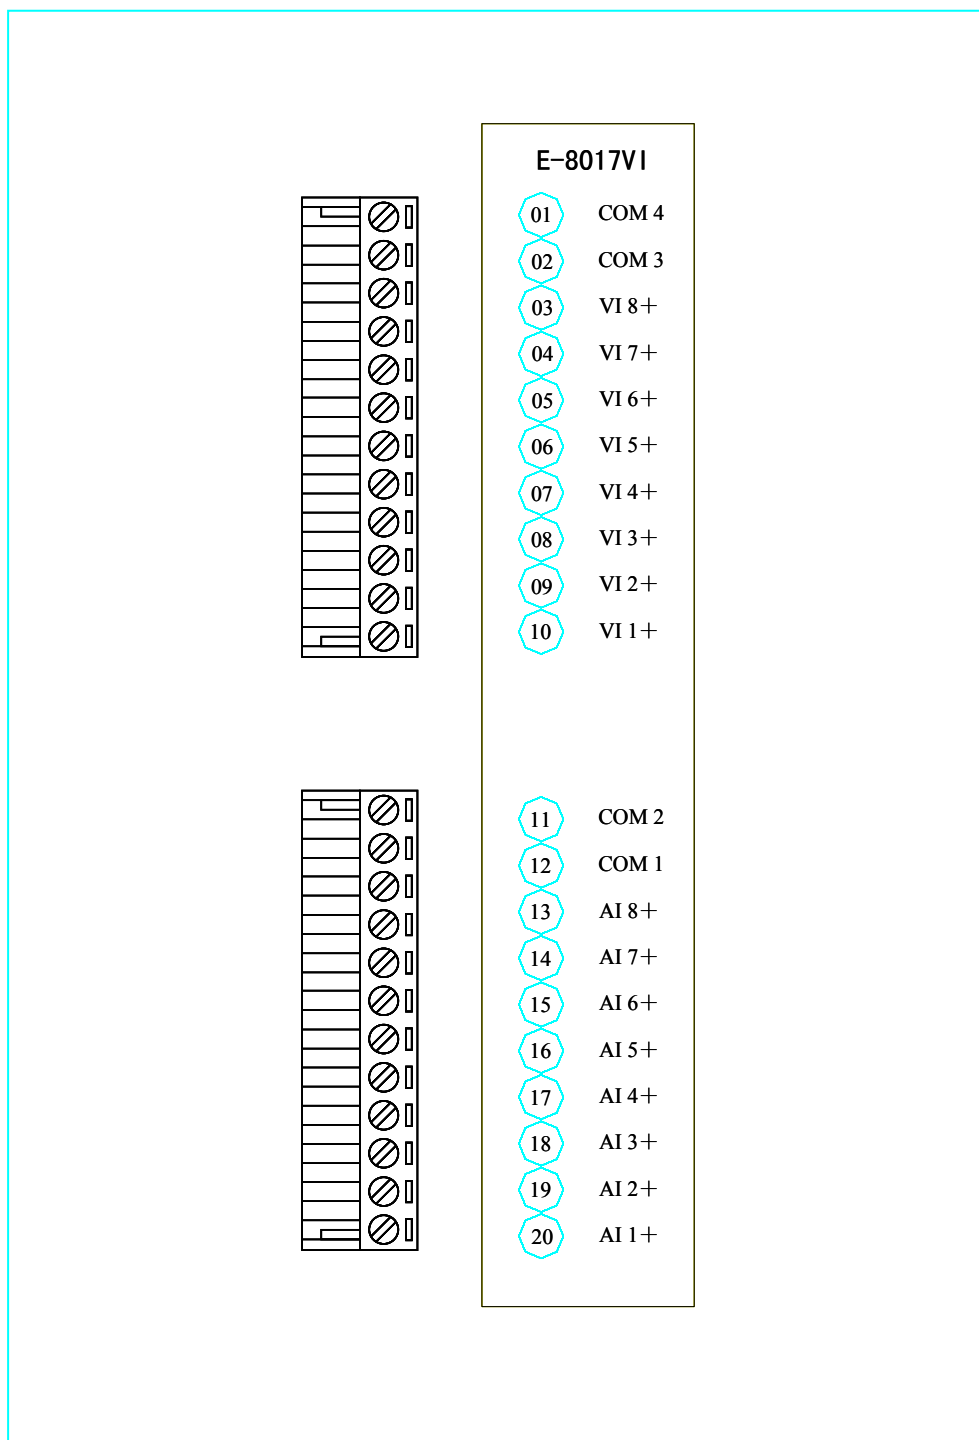 E-8017VI
01 COM 4
02 COM 3
03 VI 8+
04 VI 7+
05 VI 6+
06 VI 5+
07 VI 4+
08 VI 3+
09 VI 2+
10 VI 1+
11 COM 2
12 COM 1
13 AI 8+
14 AI 7+
15 AI 6+
16 AI 5+
17 AI 4+
18 AI 3+
19 AI 2+
20 AI 1+